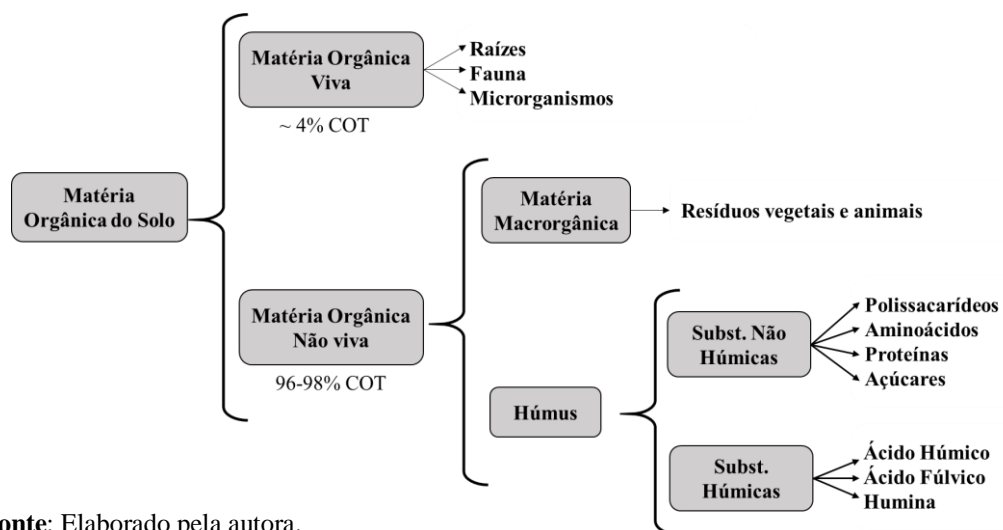 Matéria Orgânica
Viva
~ 4% COT
Raízes
Fauna
Microrganismos
Matéria
Orgânica do Solo
Matéria Orgânica
Não viva
96-98% COT
Matéria
Macrorgânica
Resíduos vegetais e animais
Húmus
Subst. Não
Húmicas
Polissacarídeos
Aminoácidos
Proteínas
Açúcares
Subst.
Húmicas
Ácido Húmico
Ácido Fúlvico
Humina
onte: Elaborado pela autora.